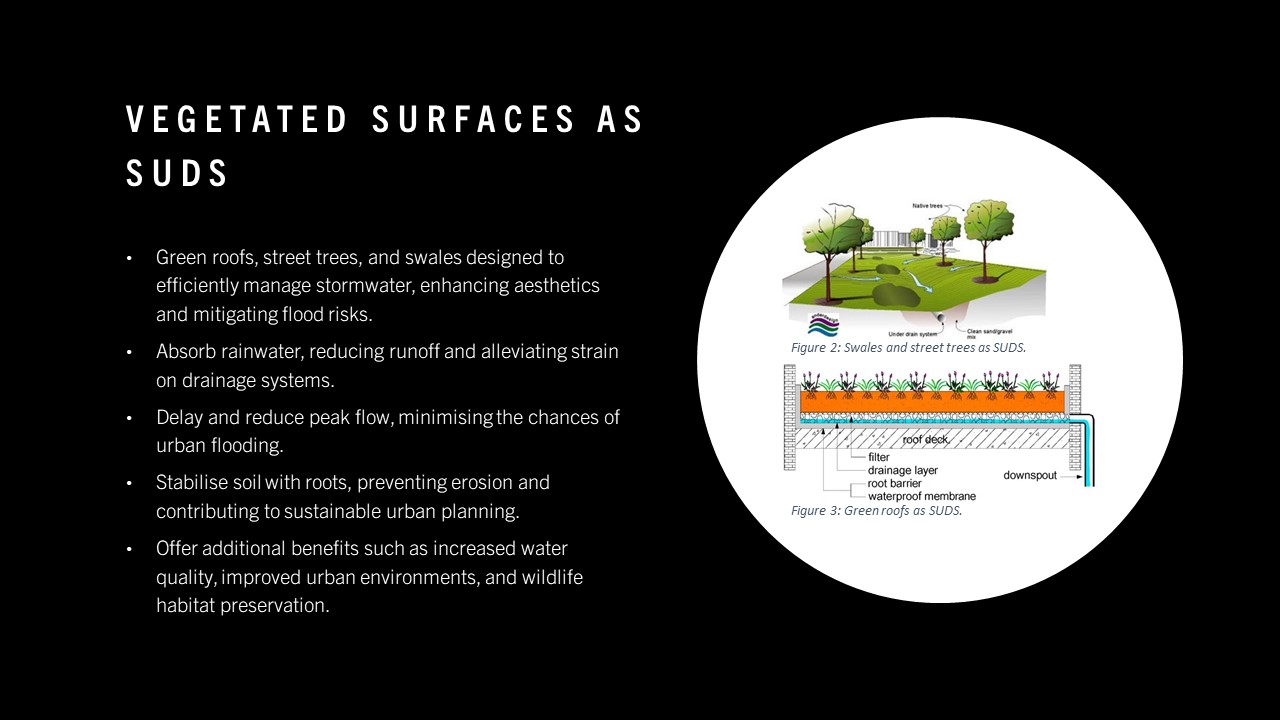 VEGETATED SURFACES AS
SUDS
• Green roofs, street trees, and swales designed to
efficiently manage stormwater, enhancing aesthetics
and mitigating flood risks.
• Absorb rainwater, reducing runoff and alleviating strain
on drainage systems.
• Delay and reduce peak flow, minimising the chances of
urban flooding.
• Stabilise soil with roots, preventing erosion and
contributing to sustainable urban planning.
• Offer additional benefits such as increased water
quality, improved urban environments, and wildlife
habitat preservation.
Native trees
Under drain system
Clean sand/gravel
mix
Figure 2: Swales and street trees as SUDS.
roof deck
filter
drainage layer
root barrier
waterproof membrane
downspout
Figure 3: Green roofs as SUDS.